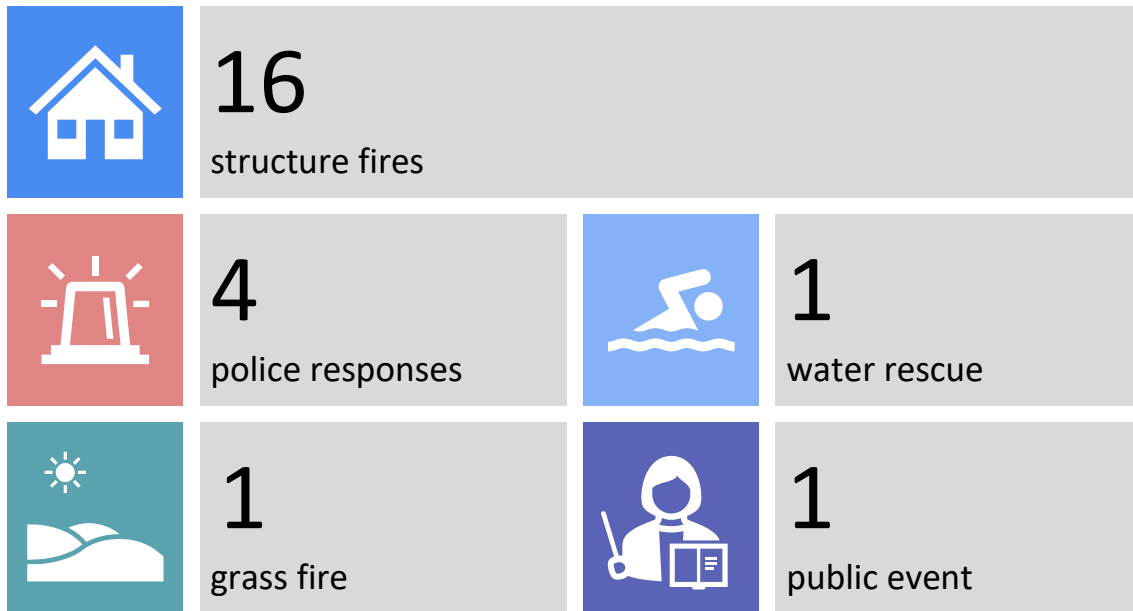 16
structure fires
4
police responses
1
water rescue
1
grass fire
1
public event